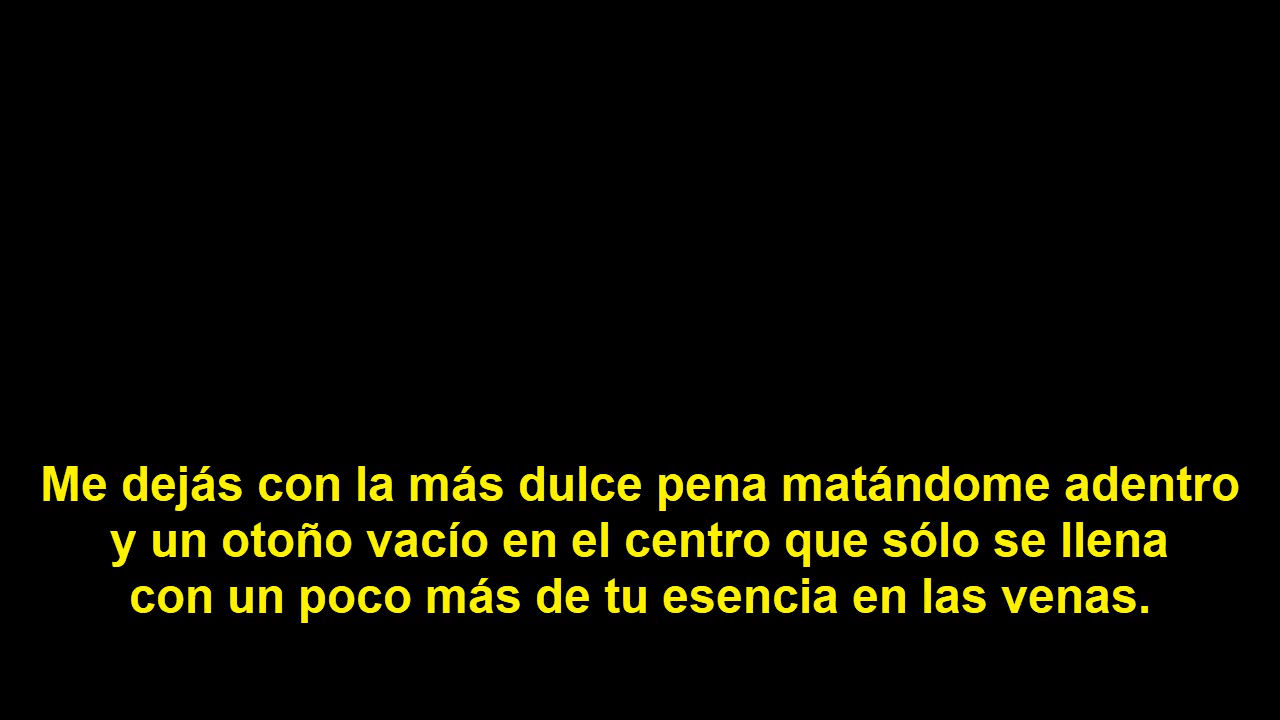 Me dejás con la más dulce pena matándome adentro
y un otoño vacío en el centro que sólo se llena
con un poco más de tu esencia en las venas.